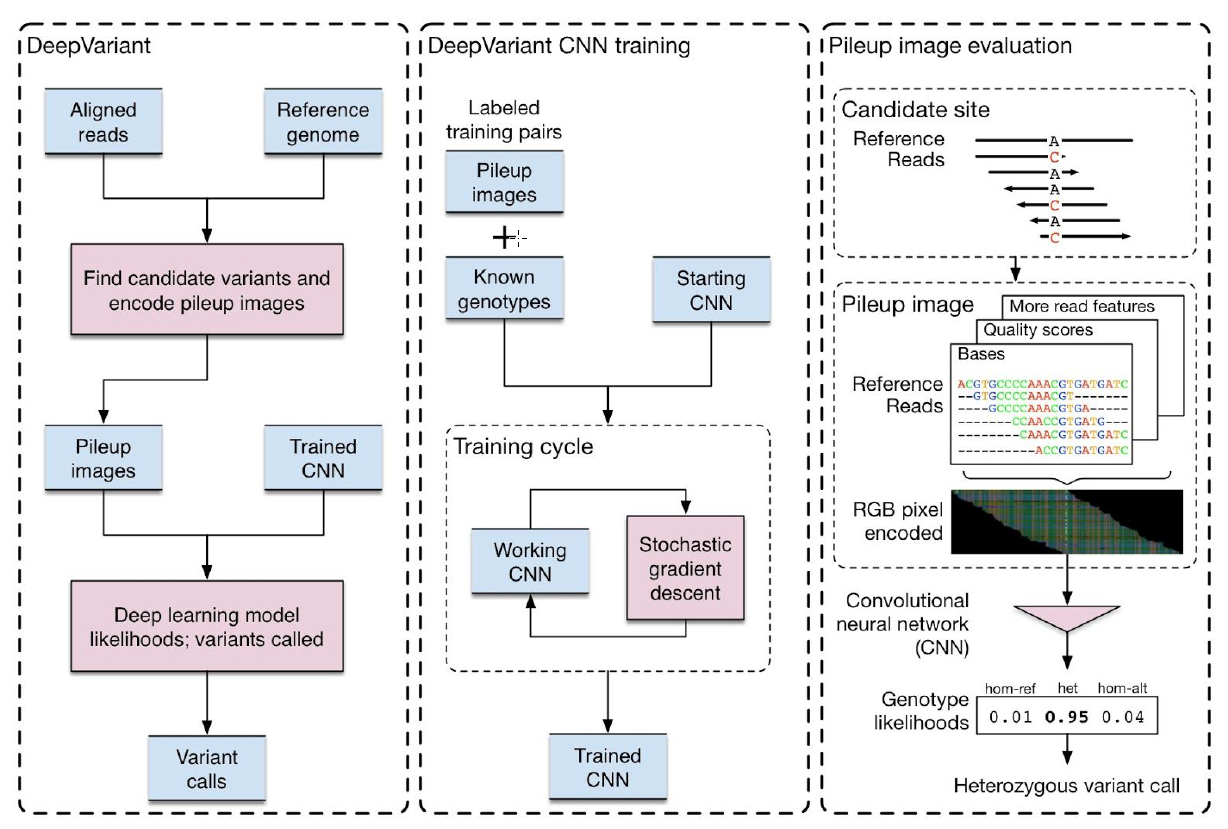 DeepVariant
Aligned
reads
Reference
genome
Find candidate variants and
encode pileup images
Pileup
images
Trained
CNN
Deep learning model
likelihoods; variants called
Variant
calls
DeepVariant CNN training
Labeled
training pairs
Pileup
images
+
Known
genotypes
Starting
CNN
Training cycle
Working
CNN
Stochastic
gradient
descent
Trained
CNN
Pileup image evaluation
Candidate site
Reference
Reads
A
C
A
A
C
A
C
Pileup image
More read features
Quality scores
Bases
Reference
Reads
ACGTGCCCCAAACGTGATGATC
--GTGCCCCAAACGT-------
----GCCCCAAACGTGA-----
-------CCAACCGTGATG---
--------CAAACGTGATGATC
----------ACCGTGATGATC
RGB pixel
encoded
Convolutional
neural network
(CNN)
Genotype
likelihoods
hom-ref het hom-alt
0.01 0.95 0.04
Heterozygous variant call